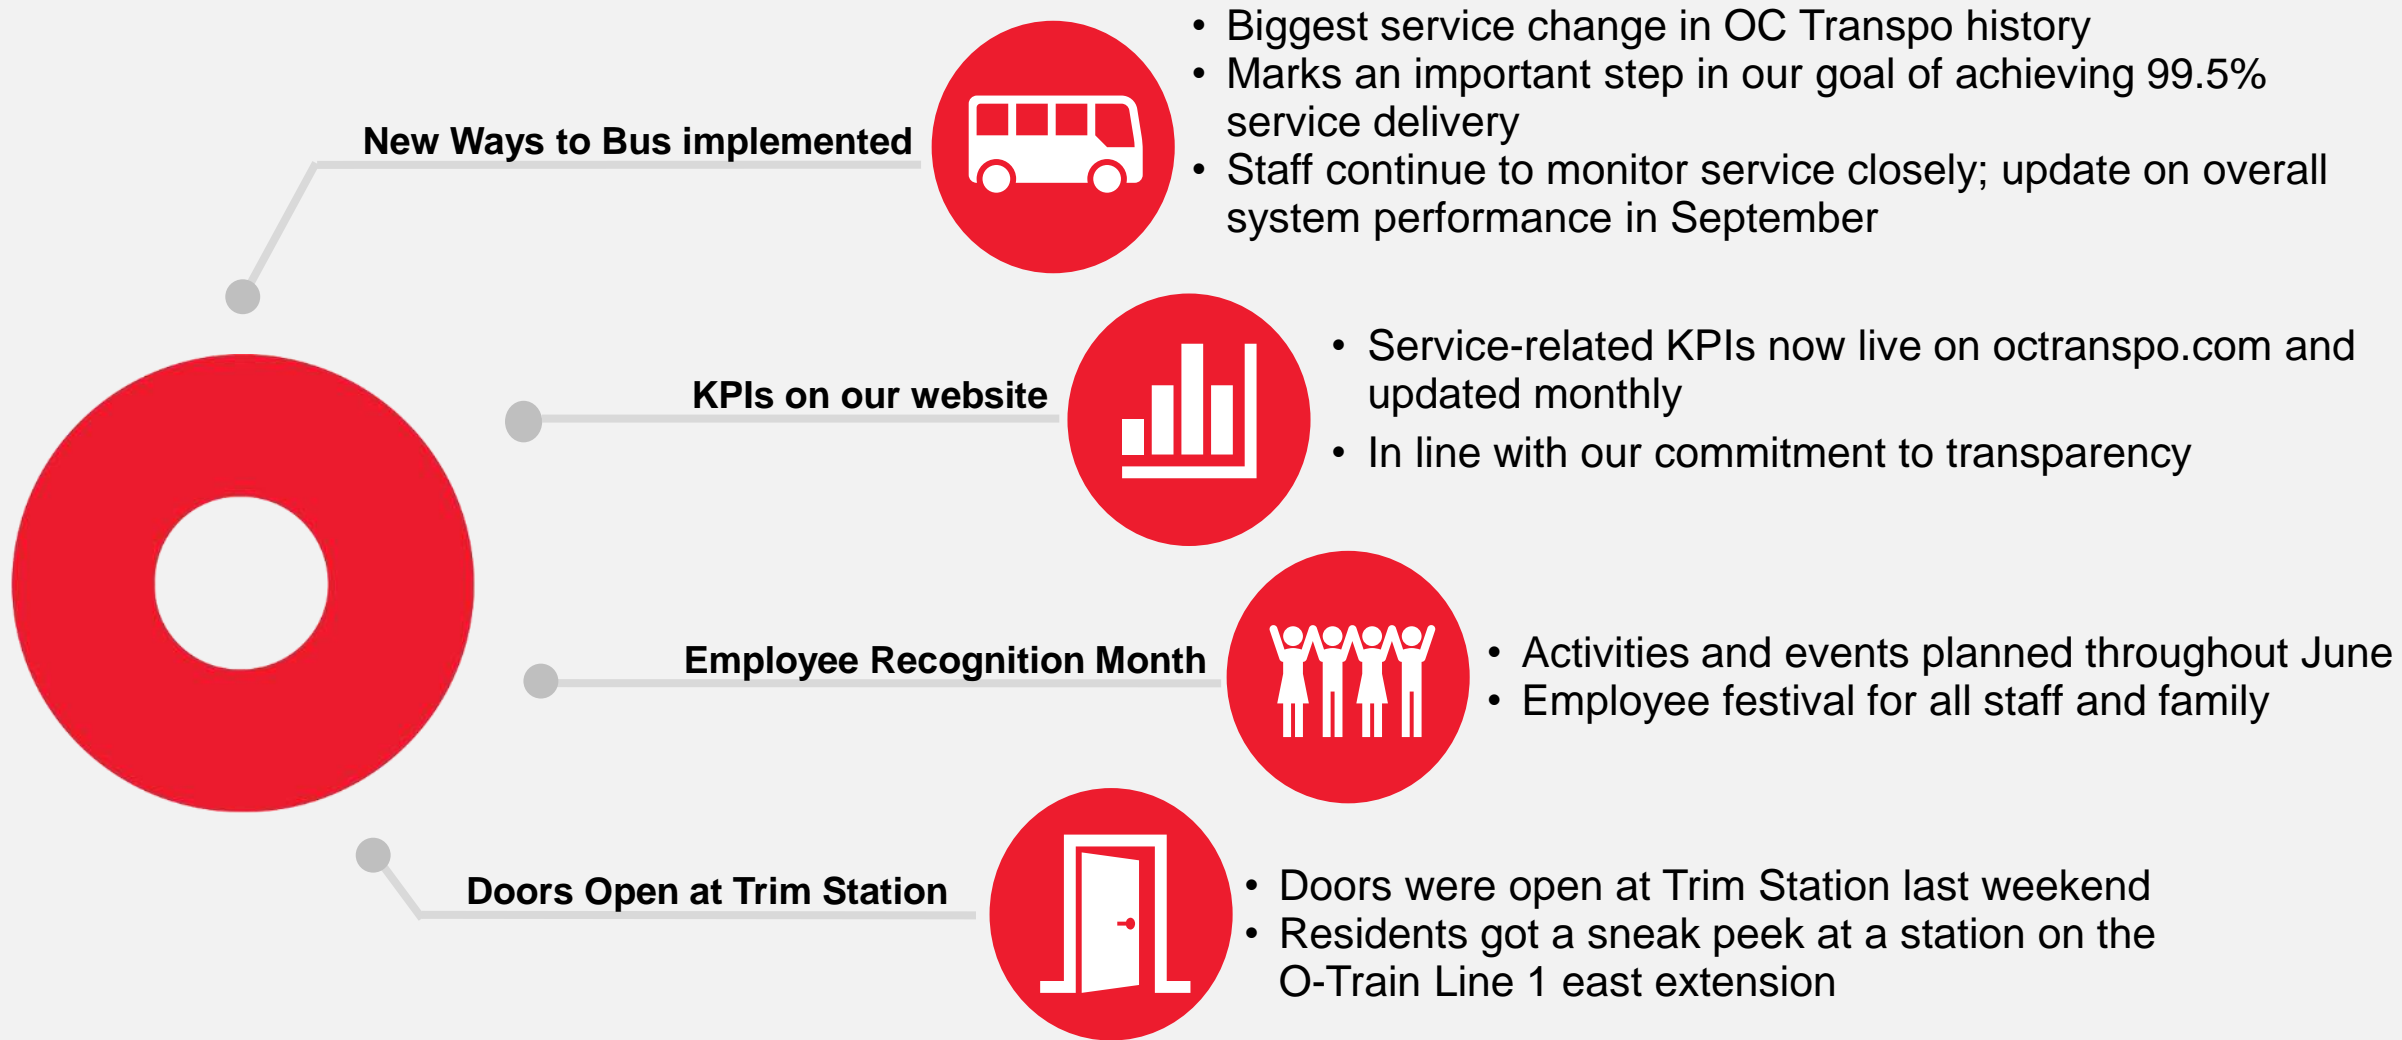 New Ways to Bus implemented
• Biggest service change in OC Transpo history
• Marks an important step in our goal of achieving 99.5%
service delivery
• Staff continue to monitor service closely; update on overall
system performance in September
KPIs on our website
• Service-related KPIs now live on octranspo.com and
updated monthly
• In line with our commitment to transparency
Employee Recognition Month
• Activities and events planned throughout June
• Employee festival for all staff and family
Doors Open at Trim Station
• Doors were open at Trim Station last weekend
• Residents got a sneak peek at a station on the
O-Train Line 1 east extension